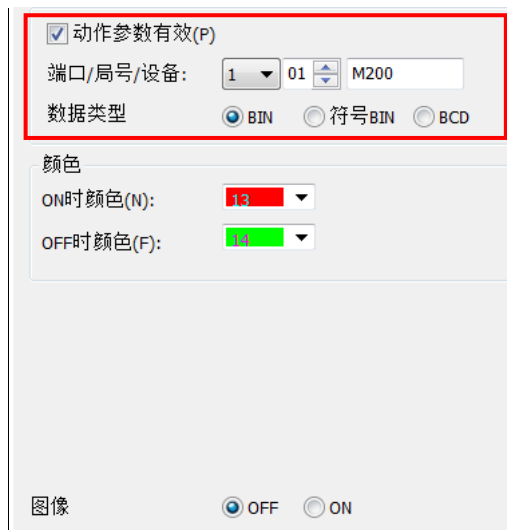 动作参数有效(P)
端口/局号/设备: 1 01 M200
数据类型 BIN 符号BIN BCD
颜色
ON时颜色(N): 13
OFF时颜色(F): 14
图像 OFF ON